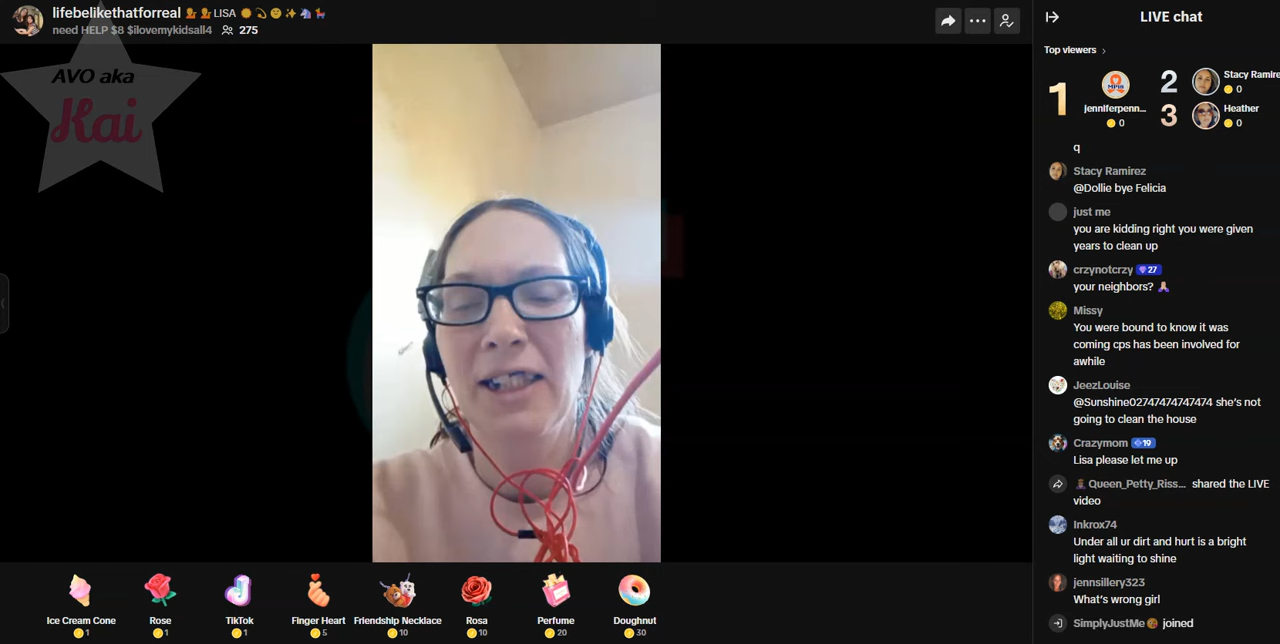 lifebelikethatforreal 💁💁LISA 🌞💫😊✨🦄🐎
need HELP $8 $ilovemykidsall4 275
AVO aka
Kai
LIVE chat
Top viewers
1 jenniferpenn... 0
2 Stacy Ramire 0
3 Heather 0
q
Stacy Ramirez
@Dollie bye Felicia
just me
you are kidding right you were given
years to clean up
crzynotcrzy 27
your neighbors? 🙏
Missy
You were bound to know it was
coming cps has been involved for
awhile
JeezLouise
@Sunshine02747474747474 she's not
going to clean the house
Crazymom 19
Lisa please let me up
Queen_Petty_Riss... shared the LIVE
video
Inkrox74
Under all ur dirt and hurt is a bright
light waiting to shine
jennsillery323
What's wrong girl
SimplyJustMe joined
Ice Cream Cone Rose TikTok Finger Heart Friendship Necklace Rosa Perfume Doughnut
1 1 1 5 10 10 20 30